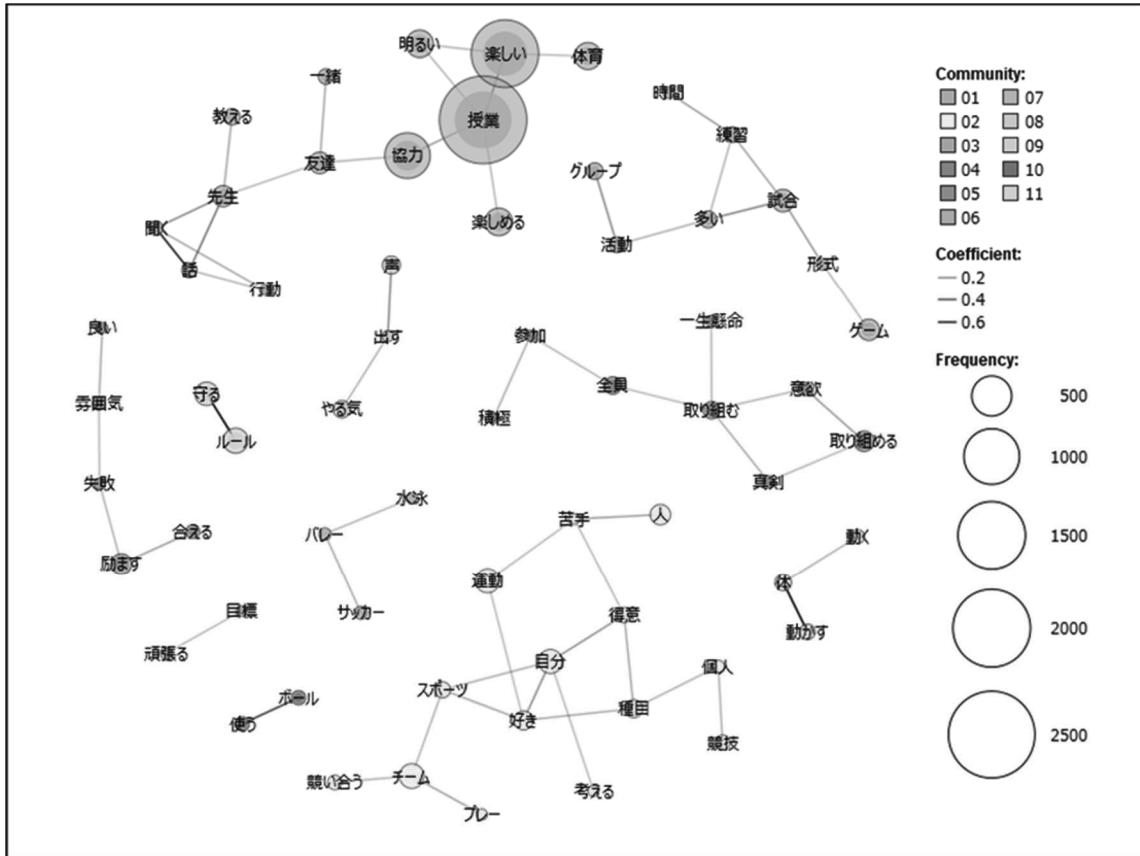 明るい
楽しい
体育
一緒
教える
授業
協力
友達
先生
聞く
話
行動
楽しめる
時間
練習
グループ
試合
多い
活動
形式
ゲーム
声
出す
やる気
良い
雰囲気
失敗
励ます
合える
守る
ルール
参加
積極
全員
一生懸命
取り組む
意欲
取り組める
真剣
水泳
バレー
サッカー
目標
頑張る
ボール
使う
苦手
人
運動
得意
自分
スポーツ
好き
種目
個人
競技
チーム
競い合う
プレー
考える
動く
体
動かす
Community:
01 07
02 08
03 09
04 10
05 11
06
Coefficient:
0.2
0.4
0.6
Frequency:
500
1000
1500
2000
2500